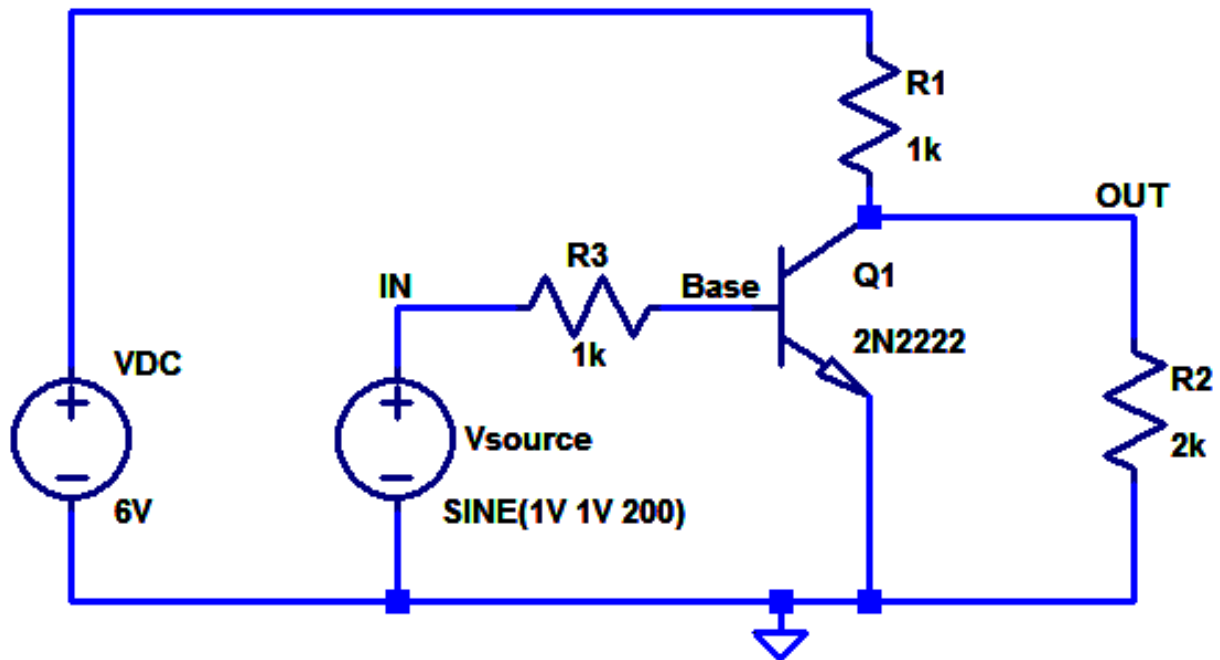 R1
1k
OUT
R3
IN
Base
Q1
1k
2N2222
VDC
R2
Vsource
2k
6V
SINE(1V 1V 200)